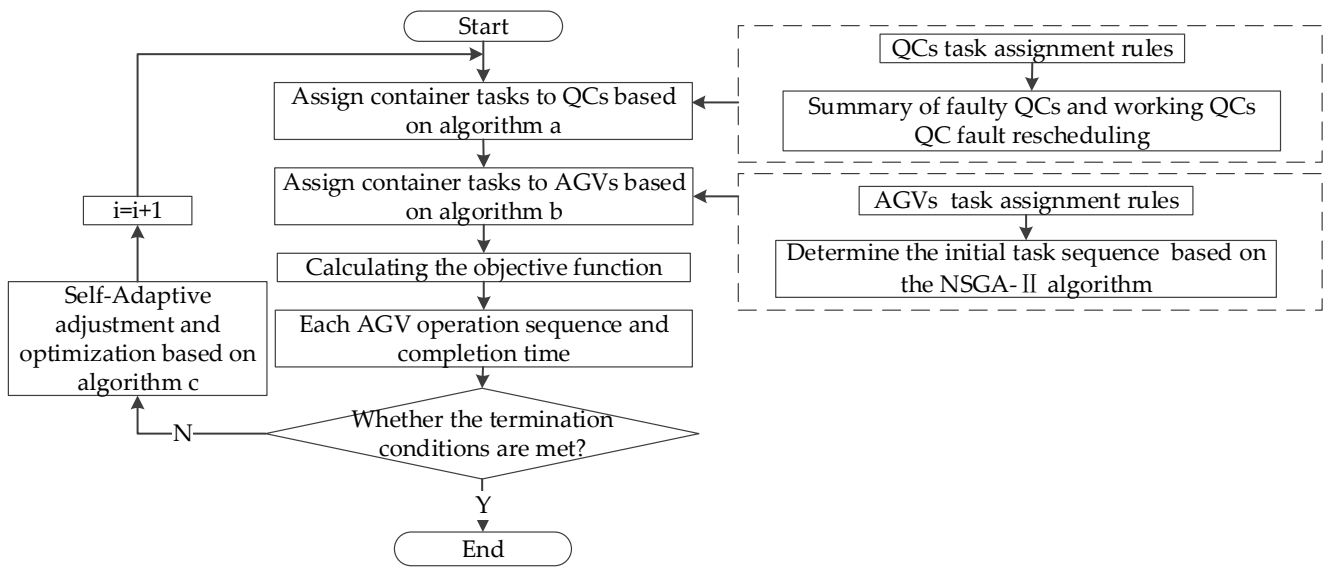 Start
Assign container tasks to QCs based
on algorithm a
Assign container tasks to AGVs based
on algorithm b
Calculating the objective function
Each AGV operation sequence and
completion time
Whether the termination
conditions are met?
Y
End
N
Self-Adaptive
adjustment and
optimization based on
algorithm c
i=i+1
QCs task assignment rules
Summary of faulty QCs and working QCs
QC fault rescheduling
AGVs task assignment rules
Determine the initial task sequence based on
the NSGA-Ⅱ algorithm